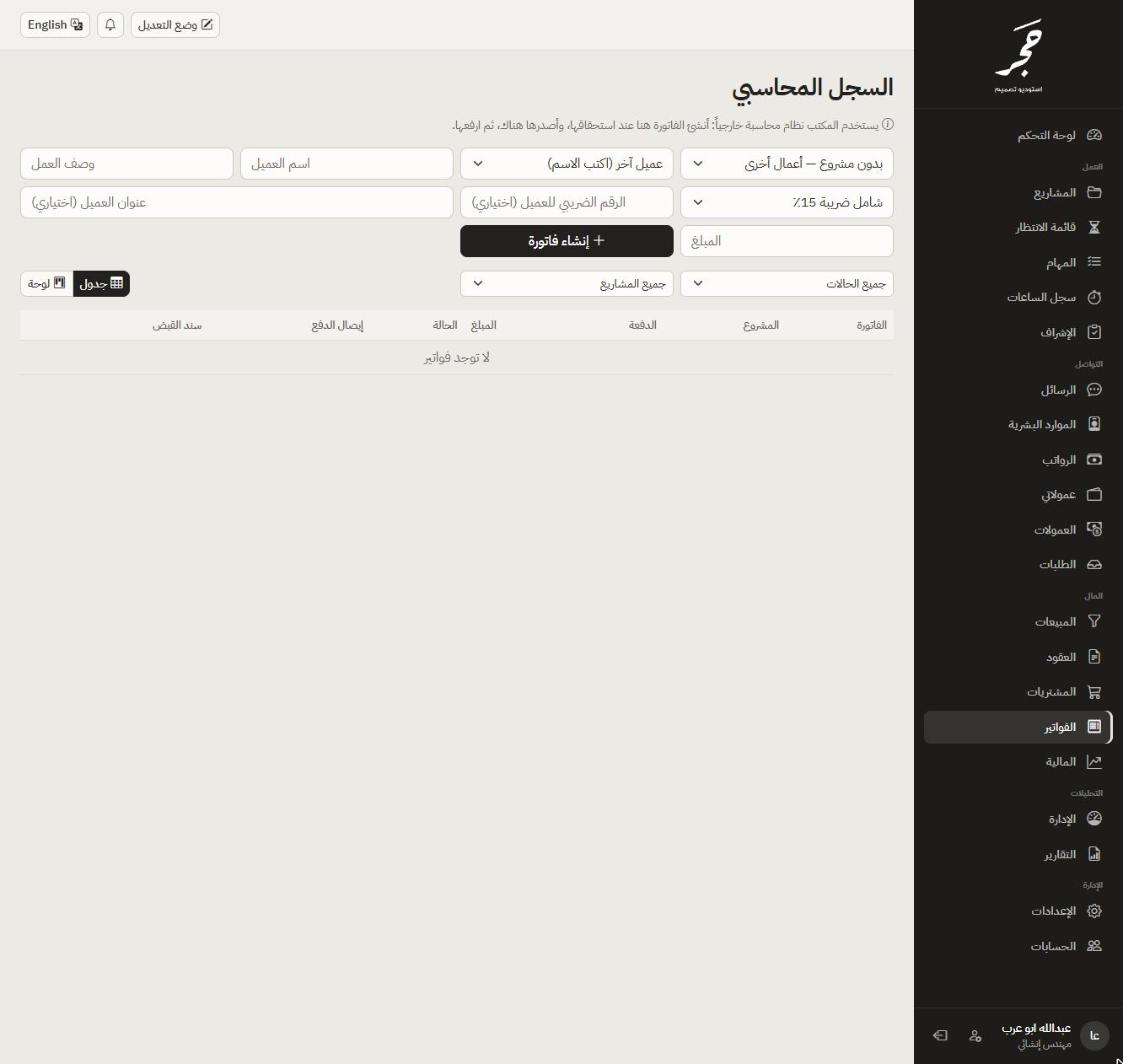 حجر
استوديو تصميم
لوحة التحكم
العمل
المشاريع
قائمة الانتظار
المهام
سجل الساعات
الإشراف
التواصل
الرسائل
الموارد البشرية
الرواتب
عمولاتي
العمولات
الطلبات
المال
المبيعات
العقود
المشتريات
الفواتير
المالية
التحليلات
الإدارة
التقارير
الإدارة
الإعدادات
الحسابات
عا
عبدالله ابو عرب
مهندس إنشائي
وضع التعديل English
السجل المحاسبي
يستخدم المكتب نظام محاسبة خارجياً: أنشئ الفاتورة هنا عند استحقاقها، وأصدرها هناك، ثم ارفعها.
بدون مشروع — أعمال أخرى عميل آخر (اكتب الاسم) اسم العميل وصف العمل
شامل ضريبة 15٪ الرقم الضريبي للعميل (اختياري) عنوان العميل (اختياري)
المبلغ + إنشاء فاتورة
جميع الحالات جميع المشاريع جدول لوحة
الفاتورة المشروع الدفعة المبلغ الحالة إيصال الدفع سند القبض
لا توجد فواتير